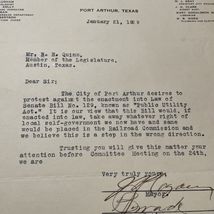 PORT ARTHUR, TEXAS
January 21, 19
Mr. R. E. Quinn,
Member of the Legislature,
Austin, Texas.
Dear Sir:
The City of Port Arthur desires to
protest against the enactment into Law of
Senate Bill No. 129, known as "Public Utility
Act." It is our view that this Bill would, if
enacted into law, take away whatever right of
local self-government we now have and same
would be placed in the Railroad Commission and
we believe this is a step in the wrong direction.
Trusting you will give this matter your
attention before Committee Meeting on the 24th,
we are
Very truly yours,
Mayor